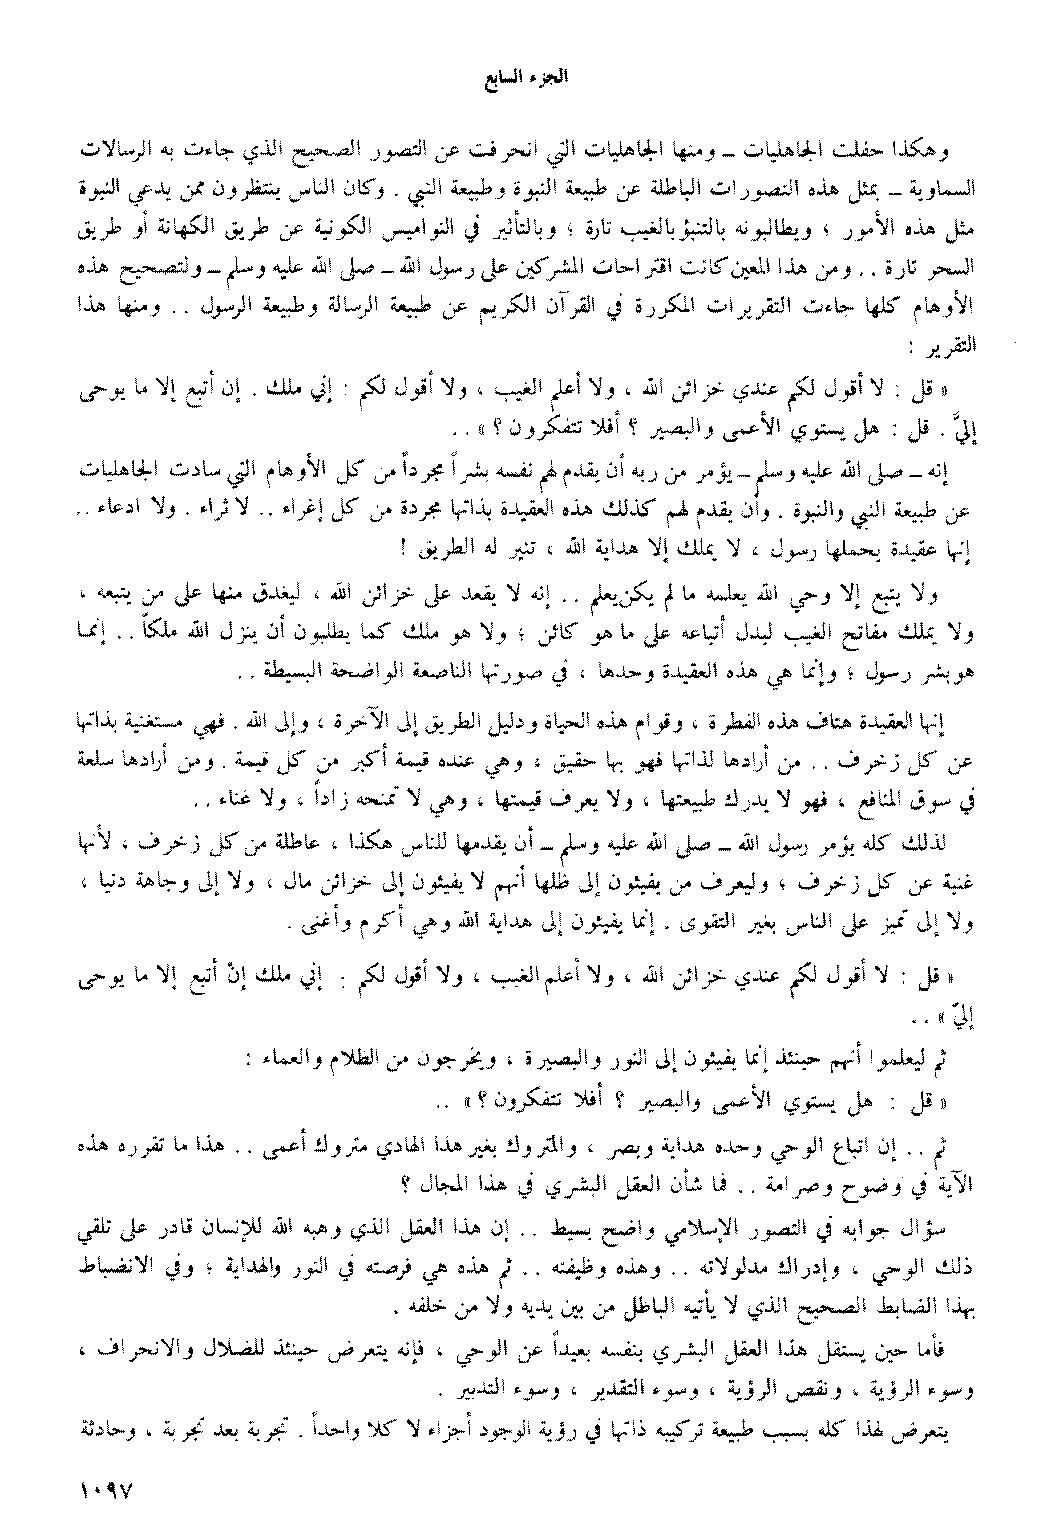 الجزء السابع
وهكذا حفلت الجاهليات – ومنها الجاهليات التي انحرفت عن التصور الصحيح الذي جاءت به الرسالات
السماوية – بمثل هذه التصورات الباطلة عن طبيعة النبوة وطبيعة النبي . وكان الناس ينتظرون ممن يدعي النبوة
مثل هذه الأمور ؛ ويطالبونه بالتنبؤ بالغيب تارة ؛ وبالتأثير في النواميس الكونية عن طريق الكهانة أو طريق
السحر تارة .. ومن هذا المعين كانت اقتراحات المشركين على رسول الله – صلى الله عليه وسلم – ولتصحيح هذه
الأوهام كلها جاءت التقريرات المكررة في القرآن الكريم عن طبيعة الرسالة وطبيعة الرسول .. ومنها هذا
التقرير :
« قل : لا أقول لكم عندي خزائن الله ، ولا أعلم الغيب ، ولا أقول لكم : إني ملك . إن أتبع إلا ما يوحى
إليَّ . قل : هل يستوي الأعمى والبصير ؟ أفلا تتفكرون ؟ » ..
إنه – صلى الله عليه وسلم – يؤمر من ربه أن يقدم لهم نفسه بشراً مجرداً من كل الأوهام التي سادت الجاهليات
عن طبيعة النبي والنبوة . وأن يقدم لهم كذلك هذه العقيدة بذاتها مجردة من كل إغراء .. لا ثراء . ولا ادعاء ..
إنها عقيدة يحملها رسول ، لا يملك إلا هداية الله ، تنير له الطريق !
ولا يتبع إلا وحي الله يعلمه ما لم يكن يعلم .. إنه لا يقعد على خزائن الله ، ليغدق منها على من يتبعه ،
ولا يملك مفاتح الغيب ليدل أتباعه على ما هو كائن ؛ ولا هو ملك كما يطلبون أن ينزل الله ملكاً .. إنما
هو بشر رسول ؛ وإنما هي هذه العقيدة وحدها ، في صورتها الناصعة الواضحة البسيطة ..
إنها العقيدة هتاف هذه الفطرة ، وقوام هذه الحياة ودليل الطريق إلى الآخرة ، وإلى الله . فهي مستغنية بذاتها
عن كل زخرف .. من أرادها لذاتها فهو بها حقيق ، وهي عنده قيمة أكبر من كل قيمة . ومن أرادها سلعة
في سوق المنافع ، فهو لا يدرك طبيعتها ، ولا يعرف قيمتها ، وهي لا تمنحه زاداً ، ولا غناء ..
لذلك كله يؤمر رسول الله – صلى الله عليه وسلم – أن يقدمها للناس هكذا ، عاطلة من كل زخرف ، لأنها
غنية عن كل زخرف ؛ وليعرف من يفيئون إلى ظلها أنهم لا يفيئون إلى خزائن مال ، ولا إلى وجاهة دنيا ،
ولا إلى تميز على الناس بغير التقوى . إنما يفيئون إلى هداية الله وهي أكرم وأغنى .
« قل : لا أقول لكم عندي خزائن الله ، ولا أعلم الغيب ، ولا أقول لكم : إني ملك إنْ أتبع إلا ما يوحى
إليّ » ..
ثم ليعلموا أنهم حينئذ إنما يفيئون إلى النور والبصيرة ، ويخرجون من الظلام والعماء :
« قل : هل يستوي الأعمى والبصير ؟ أفلا تتفكرون ؟ » ..
ثم .. إن اتباع الوحي وحده هداية وبصر ، والمتروك بغير هذا الهادي متروك أعمى .. هذا ما تقرره هذه
الآية في وضوح وصرامة .. فما شأن العقل البشري في هذا المجال ؟
سؤال جوابه في التصور الإسلامي واضح بسيط .. إن هذا العقل الذي وهبه الله للإنسان قادر على تلقي
ذلك الوحي ، وإدراك مدلولاته .. وهذه وظيفته .. ثم هذه هي فرصته في النور والهداية ؛ وفي الانضباط
بهذا الضابط الصحيح الذي لا يأتيه الباطل من بين يديه ولا من خلفه .
فأما حين يستقل هذا العقل البشري بنفسه بعيداً عن الوحي ، فإنه يتعرض حينئذ للضلال والانحراف ،
وسوء الرؤية ، ونقص الرؤية ، وسوء التقدير ، وسوء التدبير .
يتعرض لهذا كله بسبب طبيعة تركيبه ذاتها في رؤية الوجود أجزاء لا كلا واحداً . تجربة بعد تجربة ، وحادثة
١٠٩٧